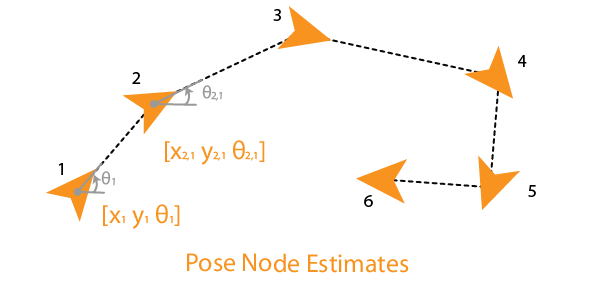 3
4
2
θ2,1
[x2,1 y2,1 θ2,1]
1
θ1
5
6
[x1 y1 θ1]
Pose Node Estimates